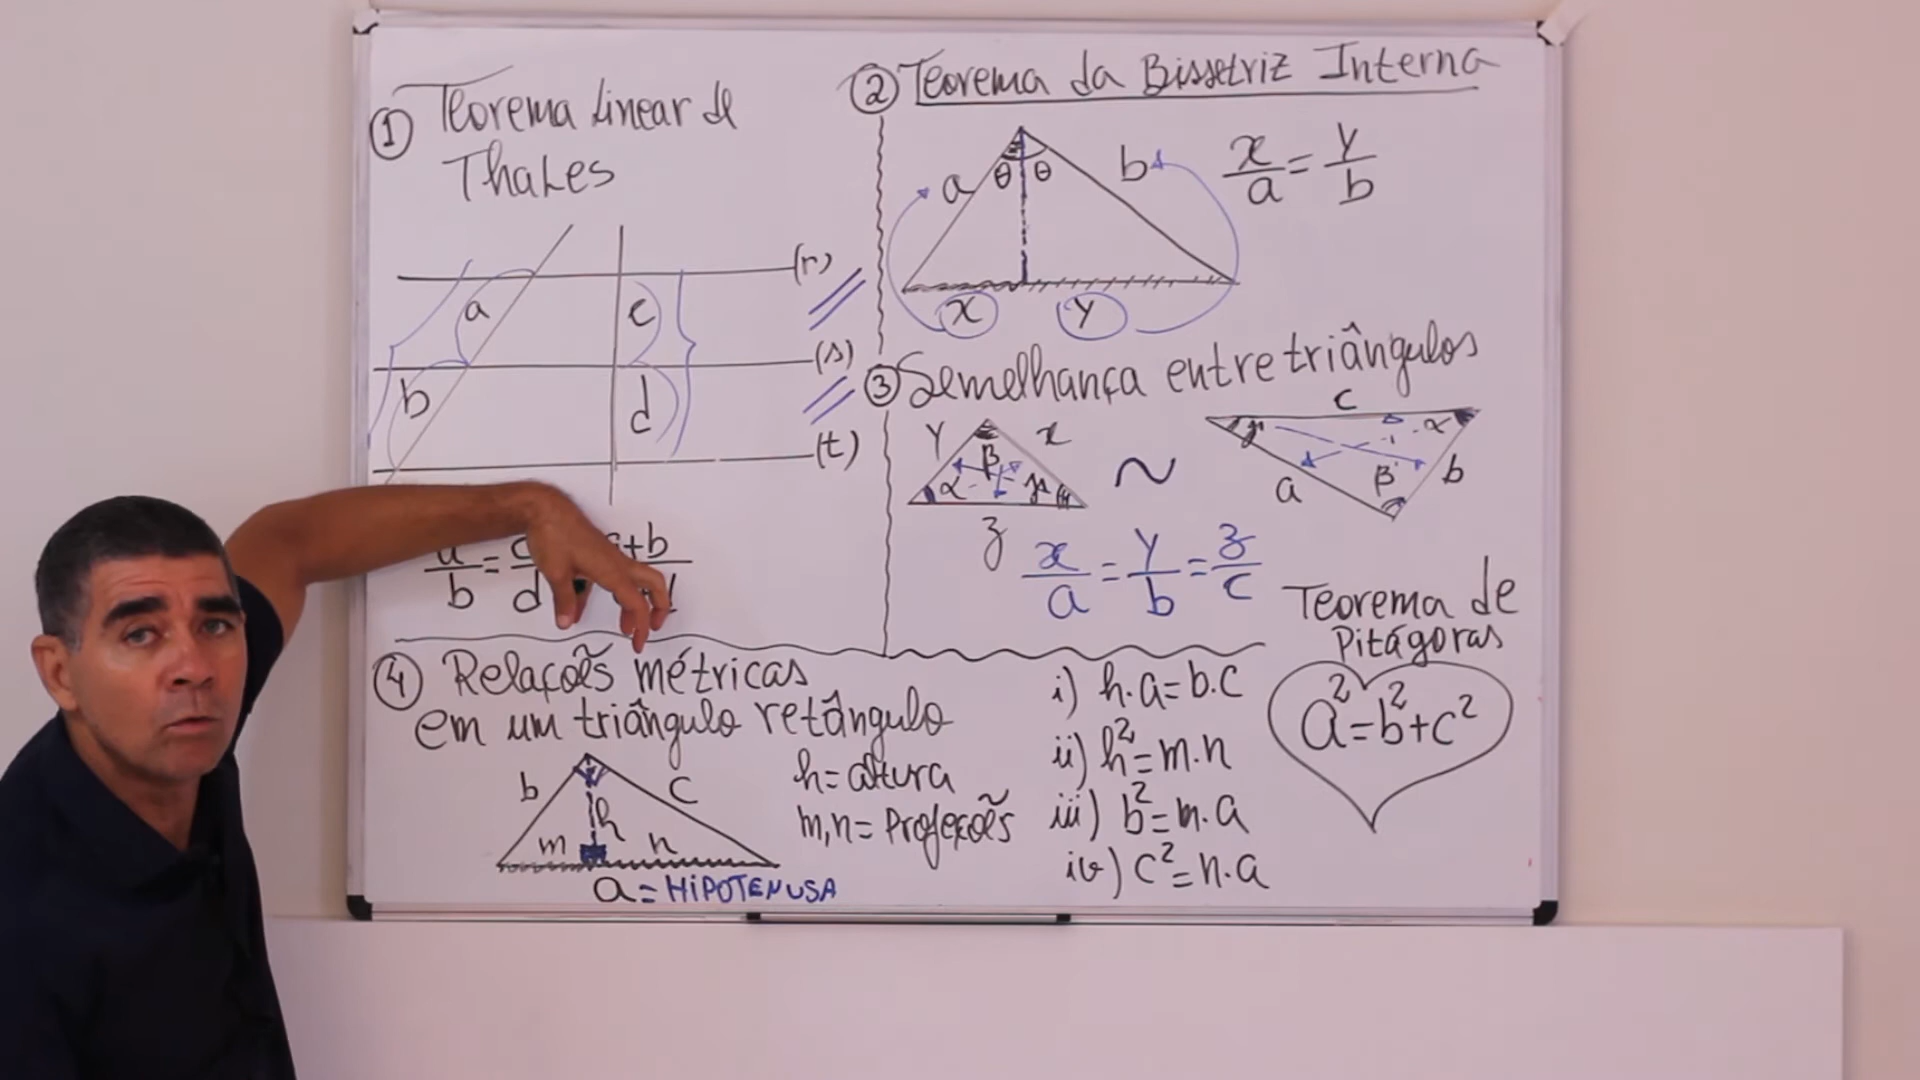 ① Teorema Linear de
Thales
a
c
(r)
b
d
(s)
(t)
a/b = c/d
+b
② Teorema da Bissetriz Interna
a θ θ b
x/a = y/b
x y
③ Semelhança entre triângulos
y x
β
α γ
z
~
c
γ α
β
a b
x/a = y/b = z/c
④ Relações métricas
em um triângulo retângulo
b c
h
m n
a = HIPOTENUSA
h = altura
m, n = Projeções
i) h.a = b.c
ii) h² = m.n
iii) b² = m.a
iv) c² = n.a
Teorema de
Pitágoras
a² = b² + c²